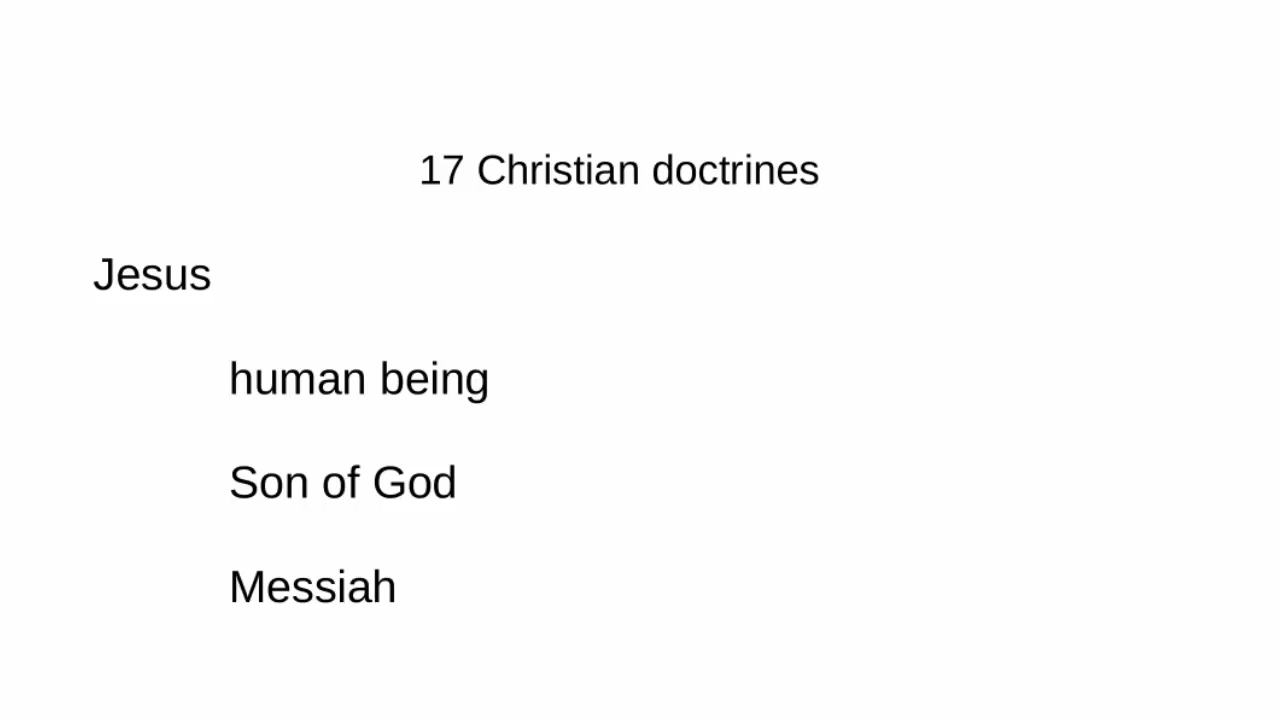 17 Christian doctrines
Jesus
human being
Son of God
Messiah